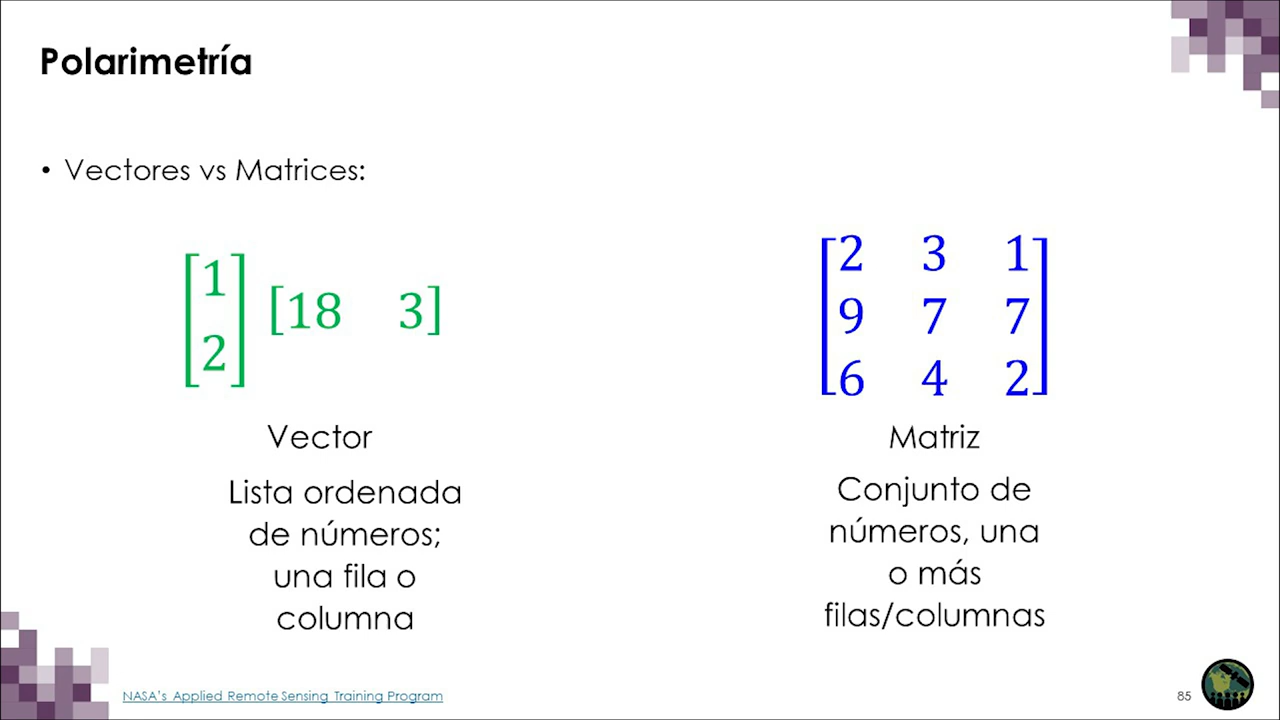 Polarimetría
• Vectores vs Matrices:
[1
2] [18 3]
[2 3 1
9 7 7
6 4 2]
Vector
Lista ordenada
de números;
una fila o
columna
Matriz
Conjunto de
números, una
o más
filas/columnas
NASA's Applied Remote Sensing Training Program
85